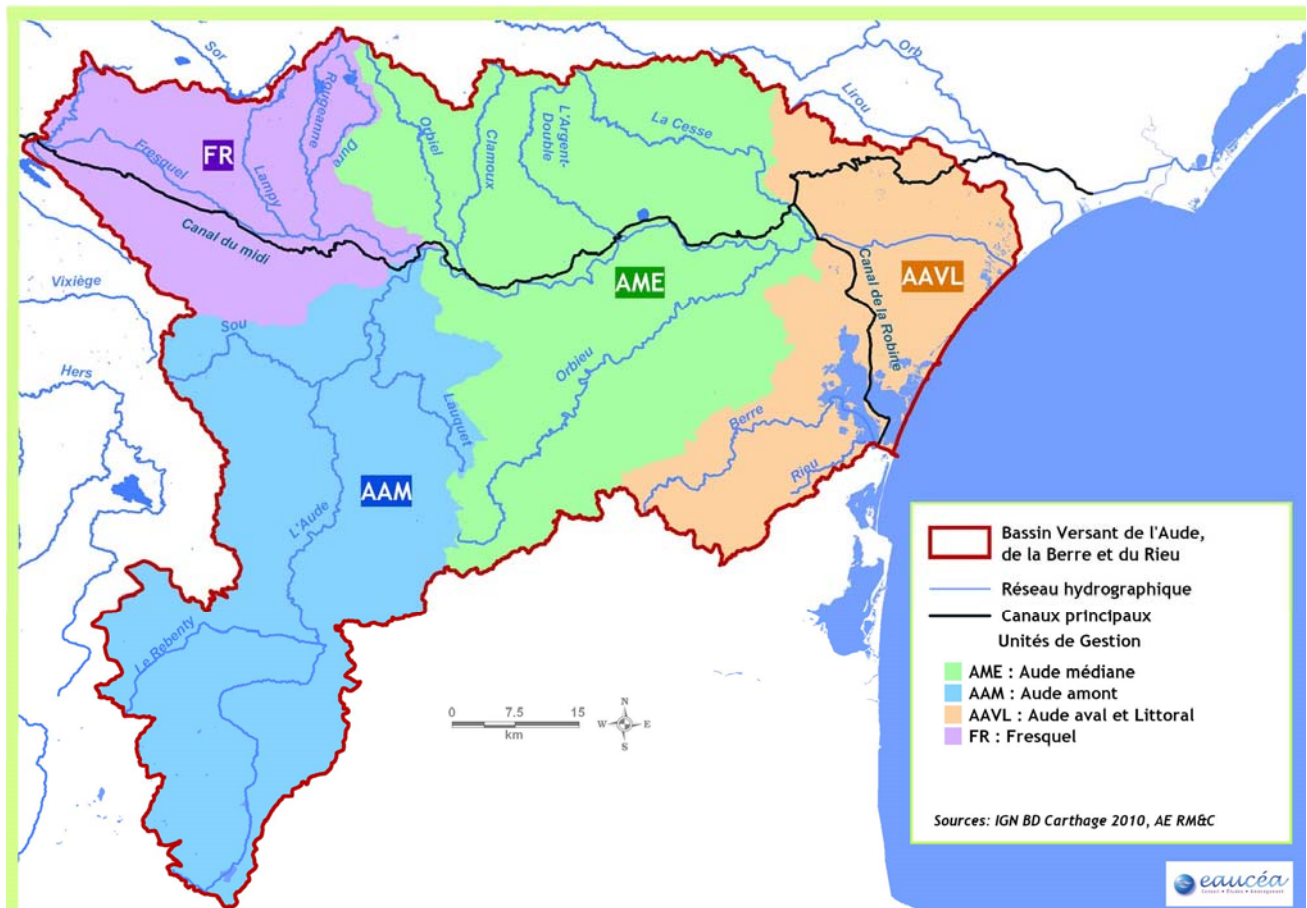 Sor
Orb
Lirou
Rougeanne
Dure
Orbiel
Clamoux
L'Argent-
Double
La Cesse
FR
Fresquel
Lampy
Canal du midi
Vixiège
Sou
AME
AAVL
Canal de la Robine
Hers
Orbieu
Lauquet
Berre
Rieu
AAM
L'Aude
Le Rebenty
0 7.5 15
km
N
W E
S
Bassin Versant de l'Aude,
de la Berre et du Rieu
Réseau hydrographique
Canaux principaux
Unités de Gestion
AME : Aude médiane
AAM : Aude amont
AAVL : Aude aval et Littoral
FR : Fresquel
Sources: IGN BD Carthage 2010, AE RM&C
eaucéa
Conseil • Études • Aménagement